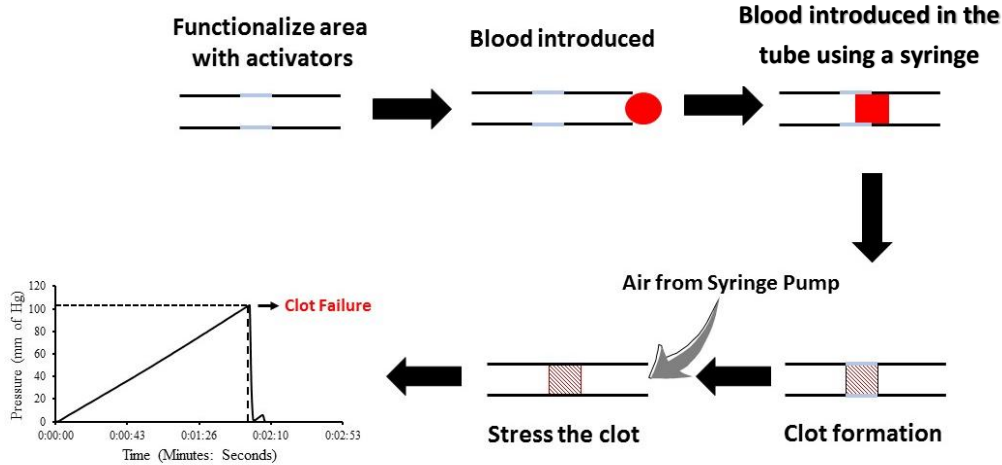 Functionalize area
with activators
Blood introduced
Blood introduced in the
tube using a syringe
Air from Syringe Pump
Clot formation
Stress the clot
Clot Failure
Pressure (mm of Hg)
120
100
80
60
40
20
0
0:00:00 0:00:43 0:01:26 0:02:10 0:02:53
Time (Minutes: Seconds)